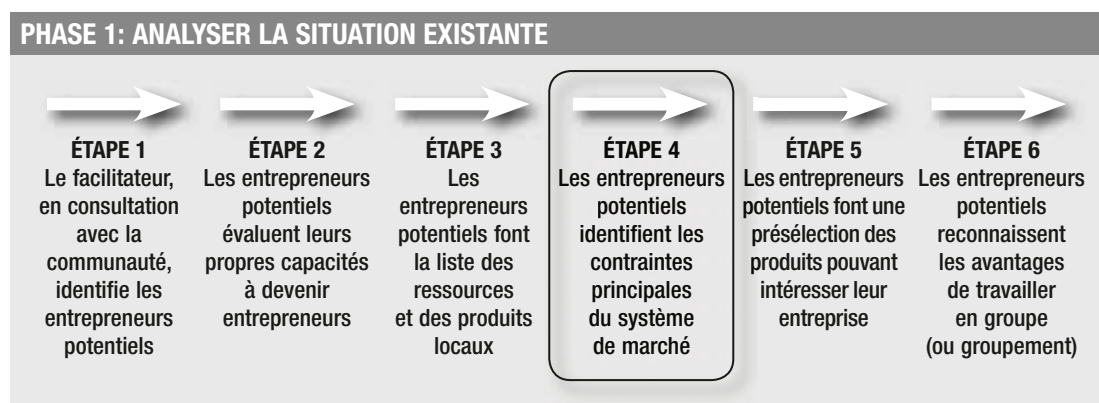 PHASE 1: ANALYSER LA SITUATION EXISTANTE
ÉTAPE 1
Le facilitateur,
en consultation
avec la
communauté,
identifie les
entrepreneurs
potentiels
ÉTAPE 2
Les entrepreneurs
potentiels
évaluent leurs
propres capacités
à devenir
entrepreneurs
ÉTAPE 3
Les
entrepreneurs
potentiels font
la liste des
ressources
et des produits
locaux
ÉTAPE 4
Les entrepreneurs
potentiels
identifient les
contraintes
principales
du système
de marché
ÉTAPE 5
Les entrepreneurs
potentiels font une
présélection des
produits pouvant
intéresser leur
entreprise
ÉTAPE 6
Les entrepreneurs
potentiels
reconnaissent
les avantages
de travailler
en groupe
(ou groupement)